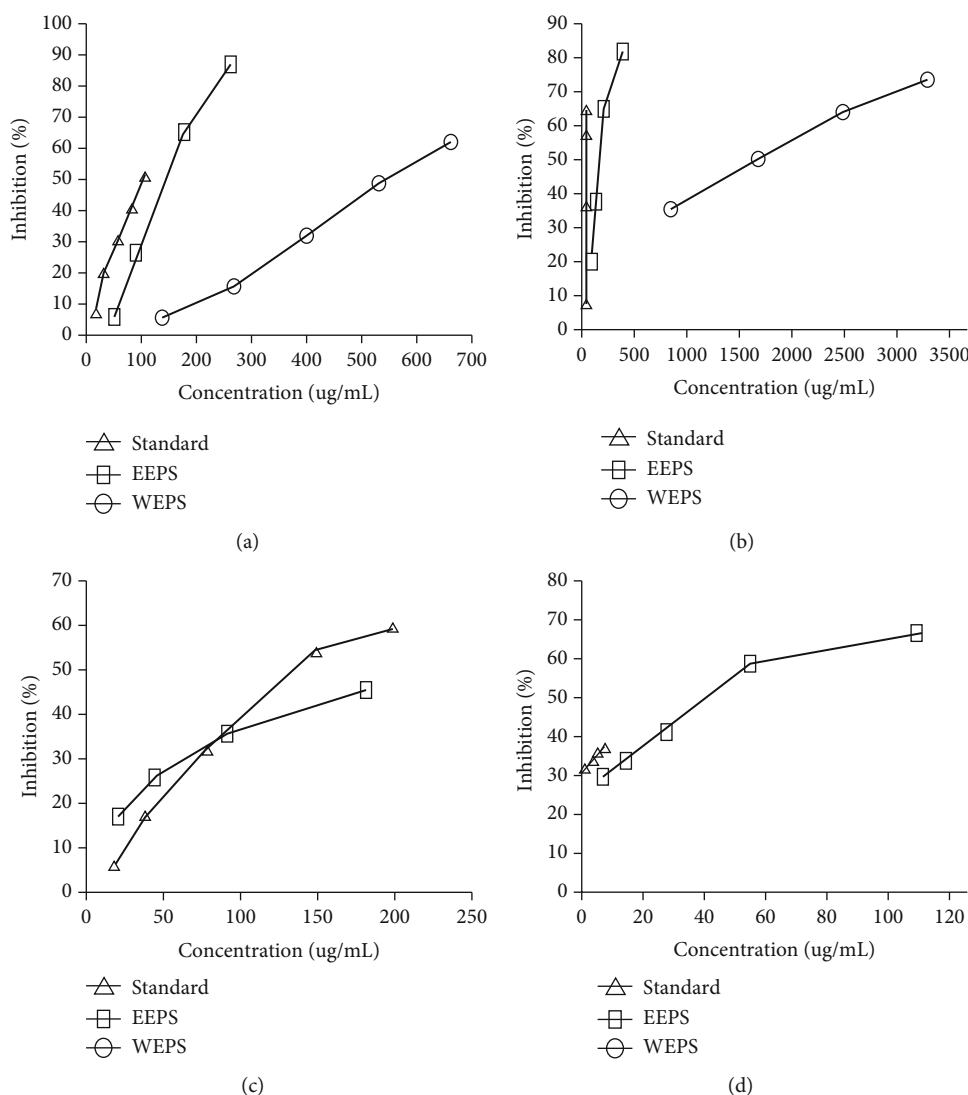 100
90
80
70
60
50
40
30
20
10
0
Inhibition (%)
0 100 200 300 400 500 600 700
Concentration (ug/mL)
Standard
EEPS
WEPS
(a)
90
80
70
60
50
40
30
20
10
0
Inhibition (%)
0 500 1000 1500 2000 2500 3000 3500
Concentration (ug/mL)
Standard
EEPS
WEPS
(b)
70
60
50
40
30
20
10
0
Inhibition (%)
0 50 100 150 200 250
Concentration (ug/mL)
Standard
EEPS
WEPS
(c)
80
70
60
50
40
30
20
10
0
Inhibition (%)
0 20 40 60 80 100 120
Concentration (ug/mL)
Standard
EEPS
WEPS
(d)